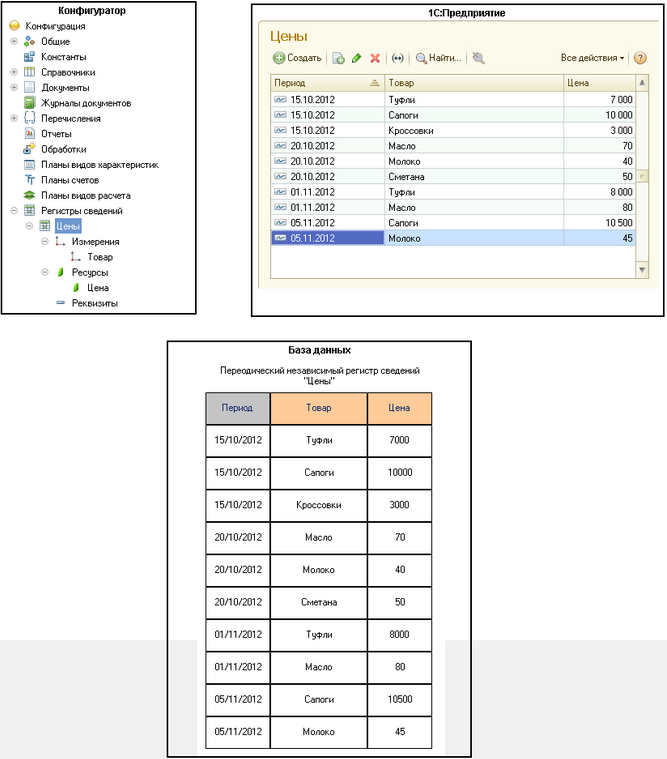 Конфигуратор
Конфигурация
Общие
Константы
Справочники
Документы
Журналы документов
Перечисления
Отчеты
Обработки
Планы видов характеристик
Планы счетов
Планы видов расчета
Регистры сведений
Цены
Измерения
Товар
Ресурсы
Цена
Реквизиты
1С:Предприятие
Цены
Создать Найти... Все действия
Период Товар Цена
15.10.2012 Туфли 7 000
15.10.2012 Сапоги 10 000
15.10.2012 Кроссовки 3 000
20.10.2012 Масло 70
20.10.2012 Молоко 40
20.10.2012 Сметана 50
01.11.2012 Туфли 8 000
01.11.2012 Масло 80
05.11.2012 Сапоги 10 500
05.11.2012 Молоко 45
База данных
Переодический независимый регистр сведений
"Цены"
Период Товар Цена
15/10/2012 Туфли 7000
15/10/2012 Сапоги 10000
15/10/2012 Кроссовки 3000
20/10/2012 Масло 70
20/10/2012 Молоко 40
20/10/2012 Сметана 50
01/11/2012 Туфли 8000
01/11/2012 Масло 80
05/11/2012 Сапоги 10500
05/11/2012 Молоко 45